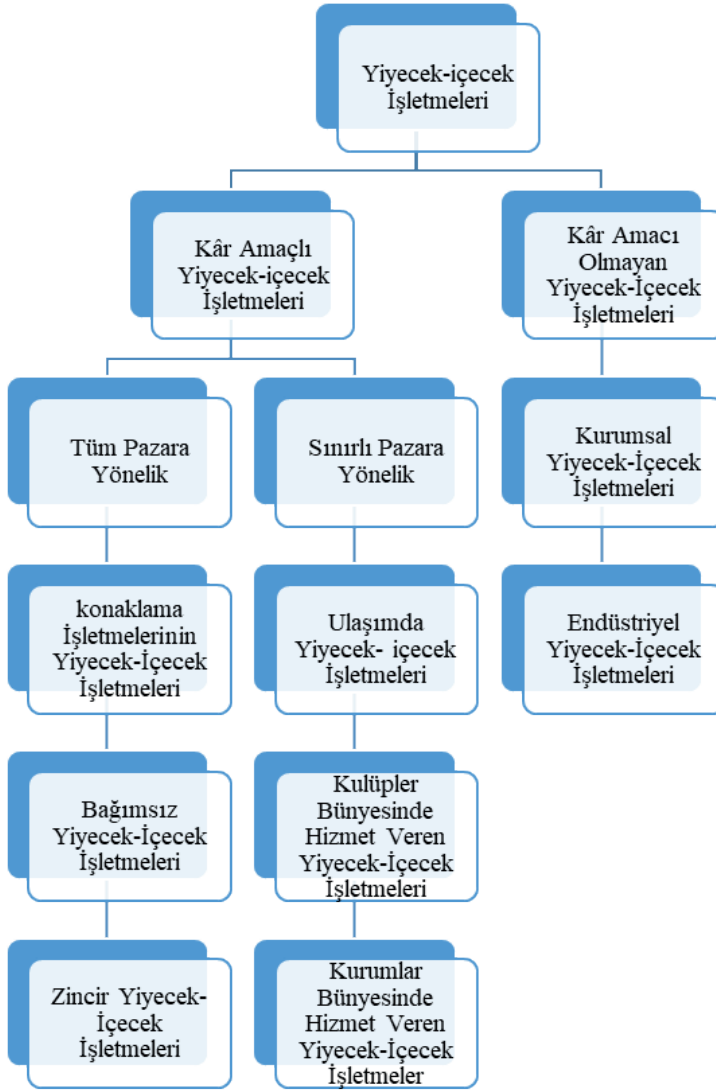 Yiyecek-içecek
İşletmeleri
Kâr Amaçlı
Yiyecek-içecek
İşletmeleri
Kâr Amacı
Olmayan
Yiyecek-İçecek
İşletmeleri
Tüm Pazara
Yönelik
Sınırlı Pazara
Yönelik
Kurumsal
Yiyecek-İçecek
İşletmeleri
konaklama
İşletmelerinin
Yiyecek-İçecek
İşletmeleri
Ulaşımda
Yiyecek- içecek
İşletmeleri
Endüstriyel
Yiyecek-İçecek
İşletmeleri
Bağımsız
Yiyecek-İçecek
İşletmeleri
Kulüpler
Bünyesinde
Hizmet Veren
Yiyecek-İçecek
İşletmeleri
Zincir Yiyecek-
İçecek
İşletmeleri
Kurumlar
Bünyesinde
Hizmet Veren
Yiyecek-İçecek
İşletmeler